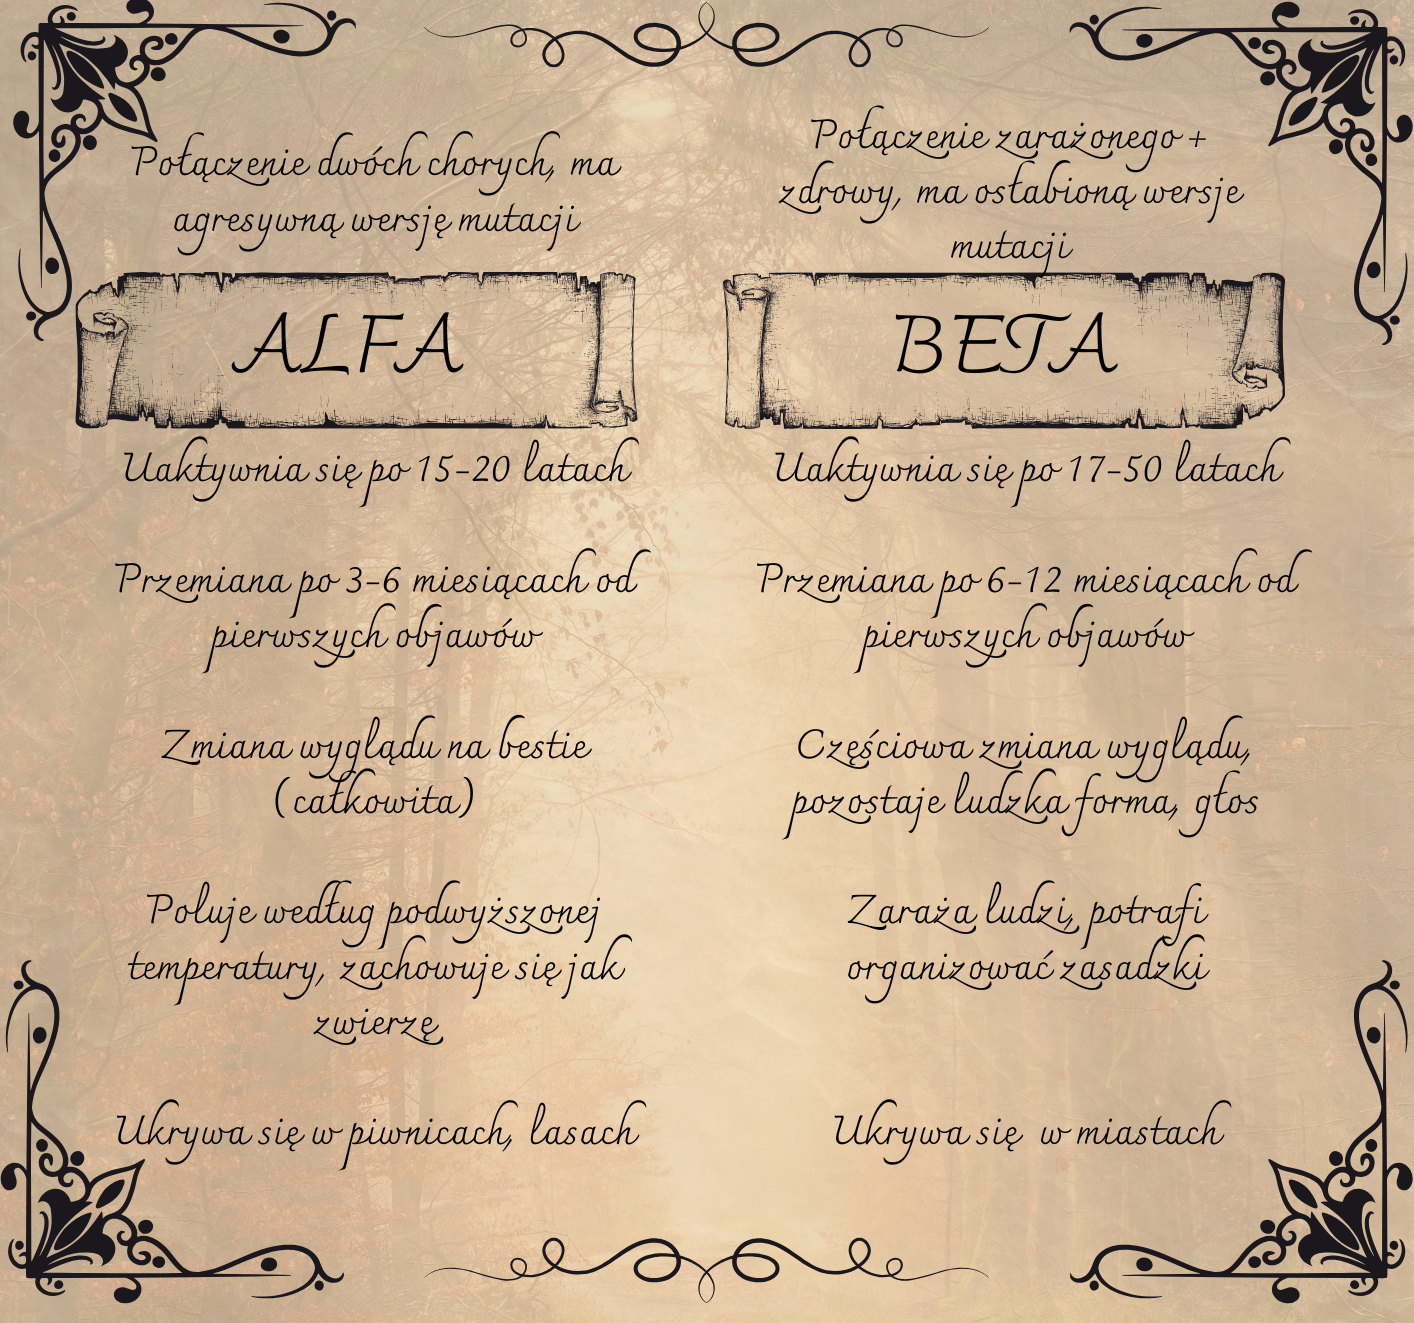 Połączenie dwóch chorych, ma
agresywną wersję mutacji
ALFA
Uaktywnia się po 15-20 latach
Przemiana po 3-6 miesiącach od
pierwszych objawów
Zmiana wyglądu na bestie
(całkowita)
Poluje według podwyższonej
temperatury, zachowuje się jak
zwierzę
Ukrywa się w piwnicach, lasach
Połączenie zarażonego +
zdrowy, ma osłabioną wersje
mutacji
BETA
Uaktywnia się po 17-50 latach
Przemiana po 6-12 miesiącach od
pierwszych objawów
Częściowa zmiana wyglądu,
pozostaje ludzka forma, głos
Zaraża ludzi, potrafi
organizować zasadzki
Ukrywa się w miastach